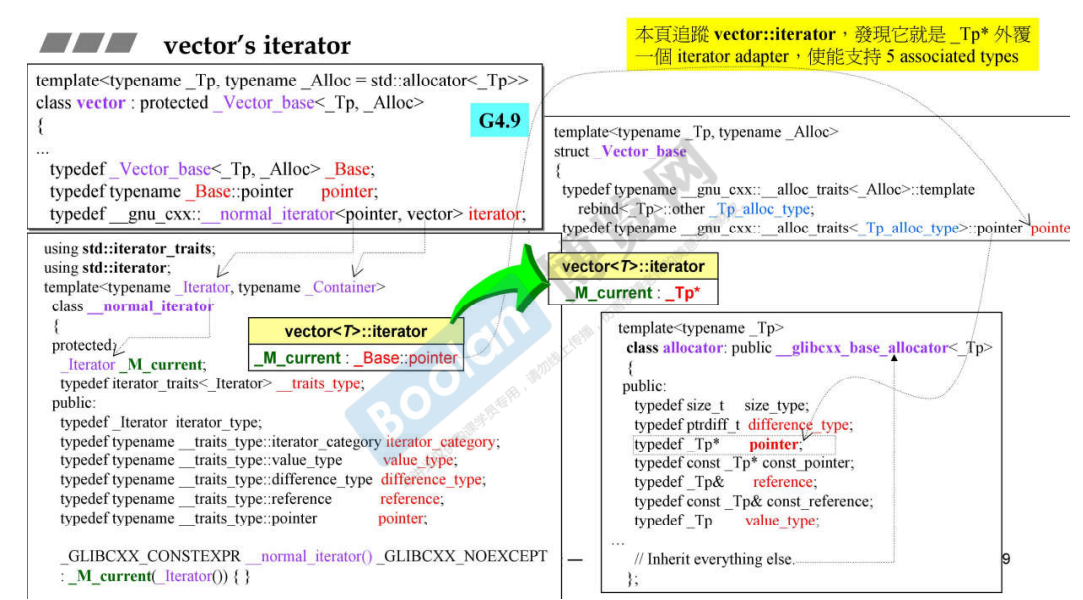 vector's iterator
本頁追蹤 vector::iterator，發現它就是 _Tp* 外覆
一個 iterator adapter，使能支持 5 associated types
template<typename _Tp, typename _Alloc = std::allocator<_Tp>>
class vector : protected _Vector_base<_Tp, _Alloc>
{
...
typedef _Vector_base<_Tp, _Alloc> _Base;
typedef typename _Base::pointer pointer;
typedef __gnu_cxx::__normal_iterator<pointer, vector> iterator;
G4.9
template<typename _Tp, typename _Alloc>
struct _Vector_base
{
typedef typename __gnu_cxx::__alloc_traits<_Alloc>::template
rebind<_Tp>::other _Tp_alloc_type;
typedef typename __gnu_cxx::__alloc_traits<_Tp_alloc_type>::pointer pointe
using std::iterator_traits;
using std::iterator;
template<typename _Iterator, typename _Container>
class __normal_iterator
{
protected:
_Iterator _M_current;
typedef iterator_traits<_Iterator> __traits_type;
public:
typedef _Iterator iterator_type;
typedef typename __traits_type::iterator_category iterator_category;
typedef typename __traits_type::value_type value_type;
typedef typename __traits_type::difference_type difference_type;
typedef typename __traits_type::reference reference;
typedef typename __traits_type::pointer pointer;
_GLIBCXX_CONSTEXPR __normal_iterator() _GLIBCXX_NOEXCEPT
: _M_current(_Iterator()) { }
vector<T>::iterator
_M_current : _Base::pointer
vector<T>::iterator
_M_current : _Tp*
template<typename _Tp>
class allocator: public __glibcxx_base_allocator<_Tp>
{
public:
typedef size_t size_type;
typedef ptrdiff_t difference_type;
typedef _Tp* pointer;
typedef const _Tp* const_pointer;
typedef _Tp& reference;
typedef const _Tp& const_reference;
typedef _Tp value_type;
...
// Inherit everything else.
};
—
9
Boolan
博览网